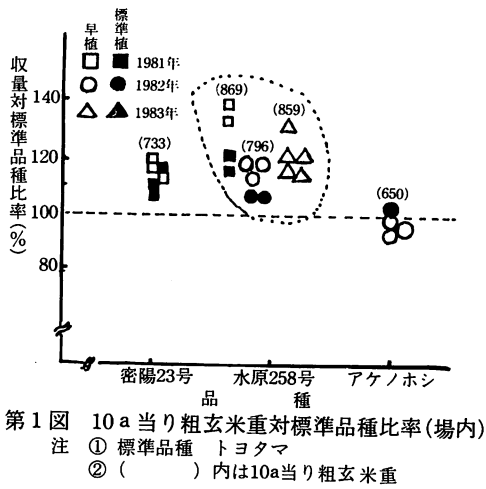 早植 標準植
□ ■ 1981年
○ ● 1982年
△ ▲ 1983年
収量対標準品種比率(%)
140
120
100
80
(733)
(869)
(796)
(859)
(650)
密陽23号 水原258号 アケノホシ
品種
第1図 10a当り粗玄米重対標準品種比率(場内)
注 ① 標準品種 トヨタマ
② ( )内は10a当り粗玄米重